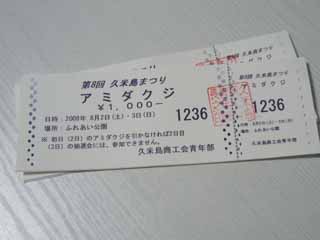 第8回 久米島まつり
アミダクジ
¥1,000-
1236
日時：2008年 8月2日(土)・3日(日)
場所：ふれあい公園
※ 初日（2日）のアミダクジを引かなければ2日目
（3日）の抽選会には、参加できません。
久米島商工会青年部
久米島まつり
ダクジ
1236
久米島商工会青年部